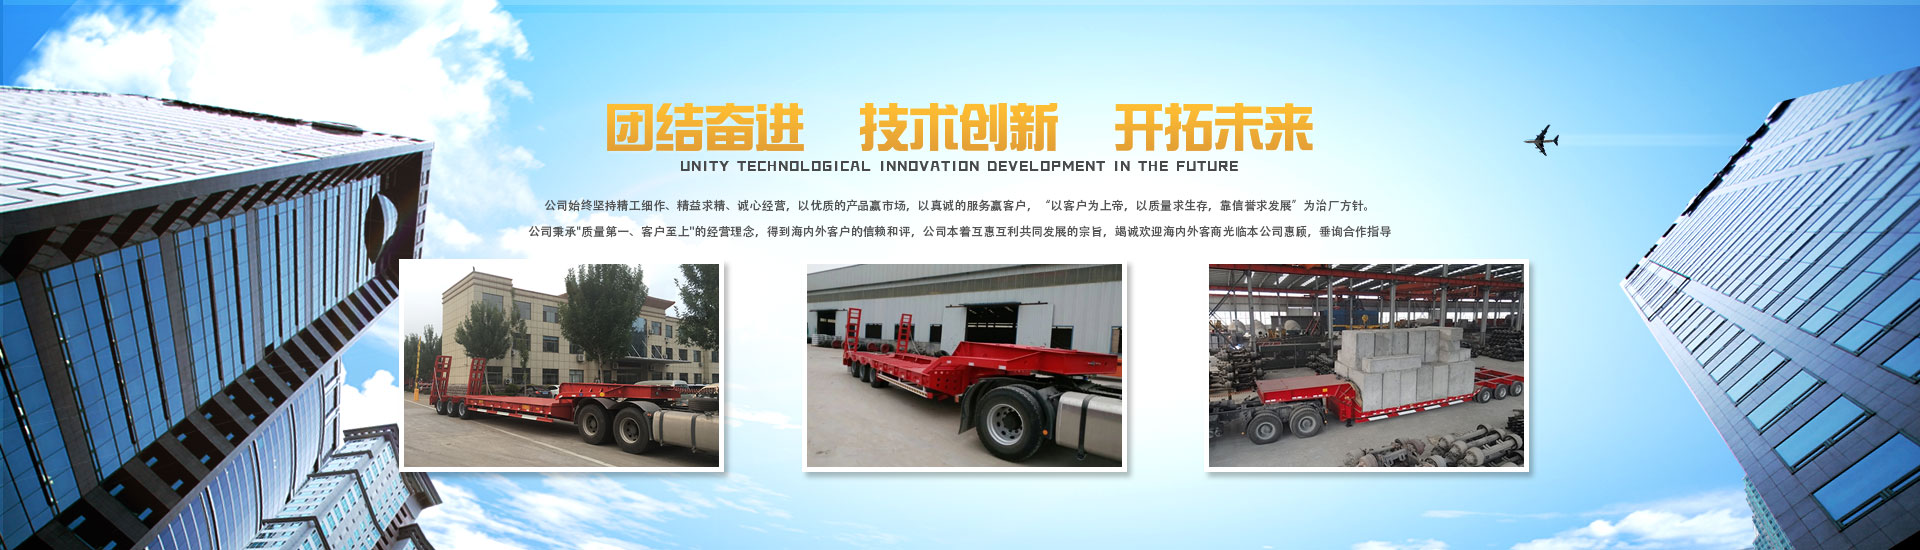 团结奋进 技术创新 开拓未来
UNITY TECHNOLOGICAL INNOVATION DEVELOPMENT IN THE FUTURE
公司始终坚持精工细作、精益求精、诚心经营，以优质的产品赢市场，以真诚的服务赢客户，“以客户为上帝，以质量求生存，靠信誉求发展”为治厂方针。
公司秉承"质量第一、客户至上"的经营理念，得到海内外客户的信赖和评，公司本着互惠互利共同发展的宗旨，竭诚欢迎海内外客商光临本公司惠顾，垂询合作指导